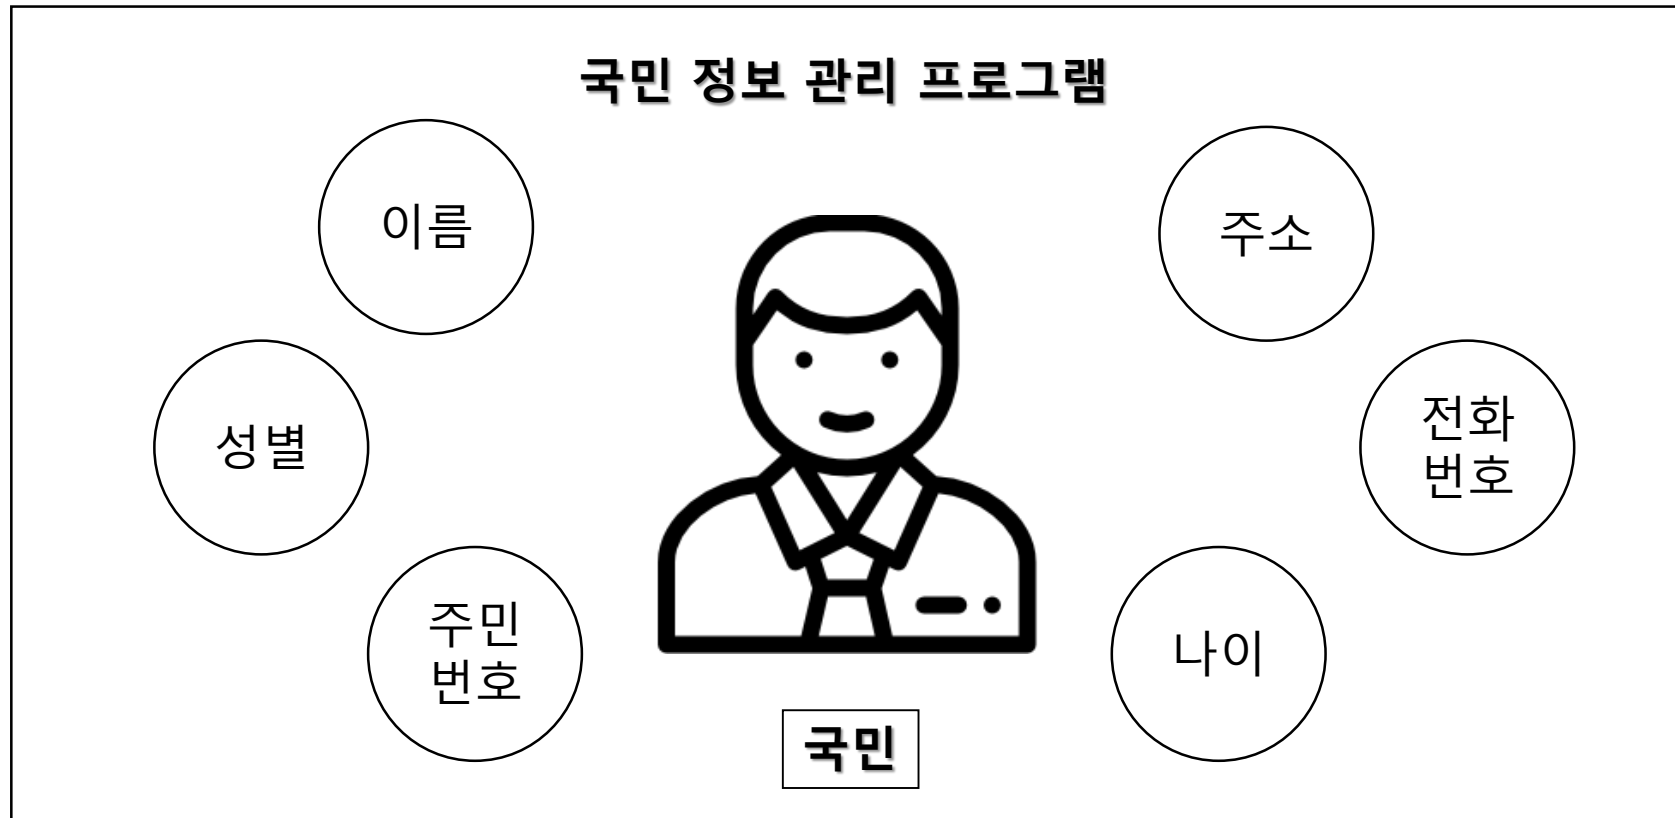 국민 정보 관리 프로그램
이름
주소
성별
전화
번호
주민
번호
나이
국민